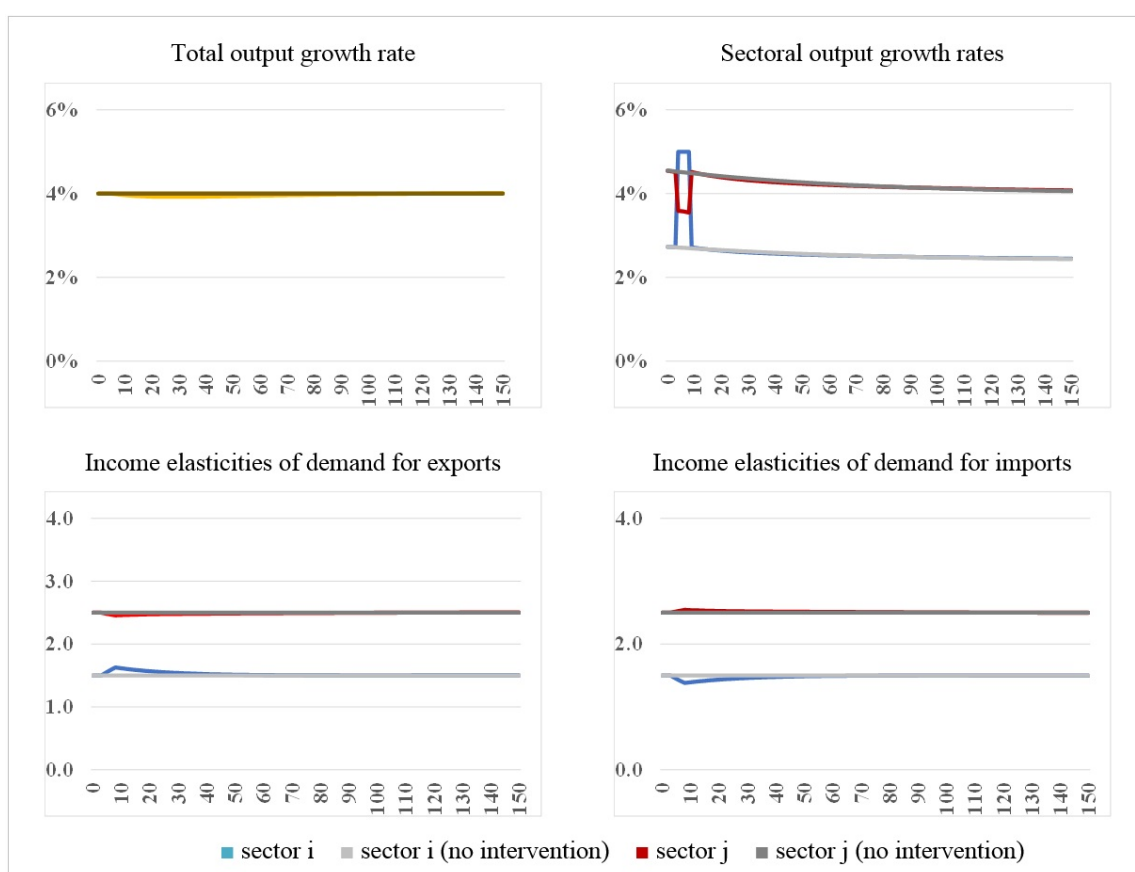 Total output growth rate
6%
4%
2%
0%
0 10 20 30 40 50 60 70 80 90 100 110 120 130 140 150
Sectoral output growth rates
6%
4%
2%
0%
0 10 20 30 40 50 60 70 80 90 100 110 120 130 140 150
Income elasticities of demand for exports
4.0
3.0
2.0
1.0
0.0
0 10 20 30 40 50 60 70 80 90 100 110 120 130 140 150
Income elasticities of demand for imports
4.0
2.0
0.0
0 10 20 30 40 50 60 70 80 90 100 110 120 130 140 150
sector i sector i (no intervention) sector j sector j (no intervention)